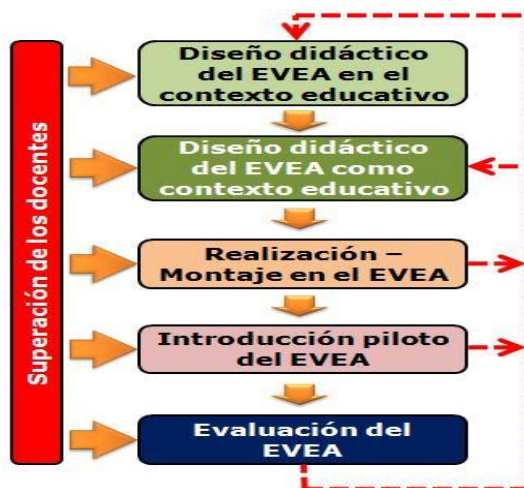 Superación de los docentes
Diseño didáctico
del EVEA en el
contexto educativo
Diseño didáctico
del EVEA como
contexto educativo
Realización –
Montaje en el EVEA
Introducción piloto
del EVEA
Evaluación del
EVEA